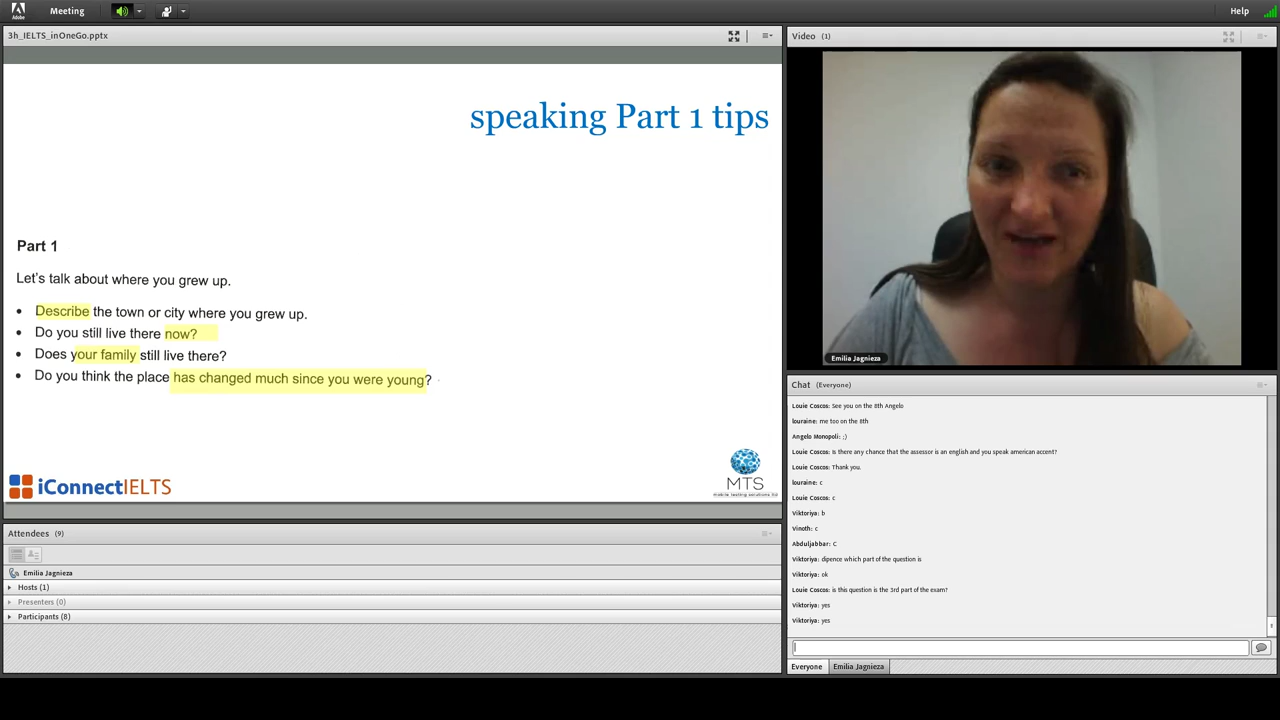 Adobe
Meeting
Help
3h_IELTS_inOneGo.pptx
speaking Part 1 tips
Part 1
Let's talk about where you grew up.
• Describe the town or city where you grew up.
• Do you still live there now?
• Does your family still live there?
• Do you think the place has changed much since you were young?
iConnectIELTS
MTS
mobile testing solutions ltd
Attendees (9)
Emilia Jagnieza
Hosts (1)
Presenters (0)
Participants (8)
Video (1)
Emilia Jagnieza
Chat (Everyone)
Louie Coscos: See you on the 8th Angelo
louraine: me too on the 8th
Angelo Monopoli: ;)
Louie Coscos: Is there any chance that the assessor is an english and you speak american accent?
Louie Coscos: Thank you.
louraine: c
Louie Coscos: c
Viktoriya: b
Vinoth: c
Abduljabbar: C
Viktoriya: dipence which part of the question is
Viktoriya: ok
Louie Coscos: is this question is the 3rd part of the exam?
Viktoriya: yes
Viktoriya: yes
Everyone
Emilia Jagnieza